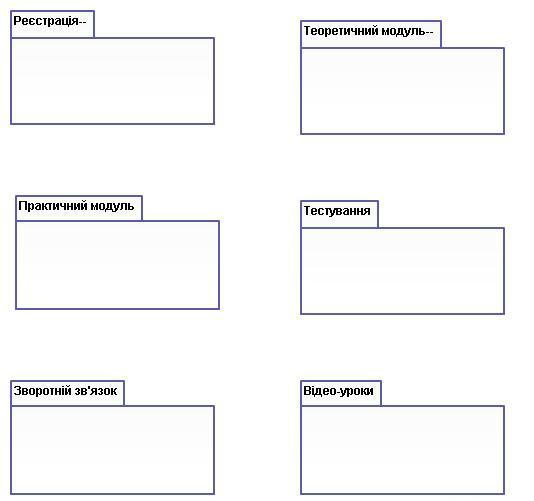 Реєстрація--
Теоретичний модуль--
Практичний модуль
Тестування
Зворотній зв'язок
Відео-уроки